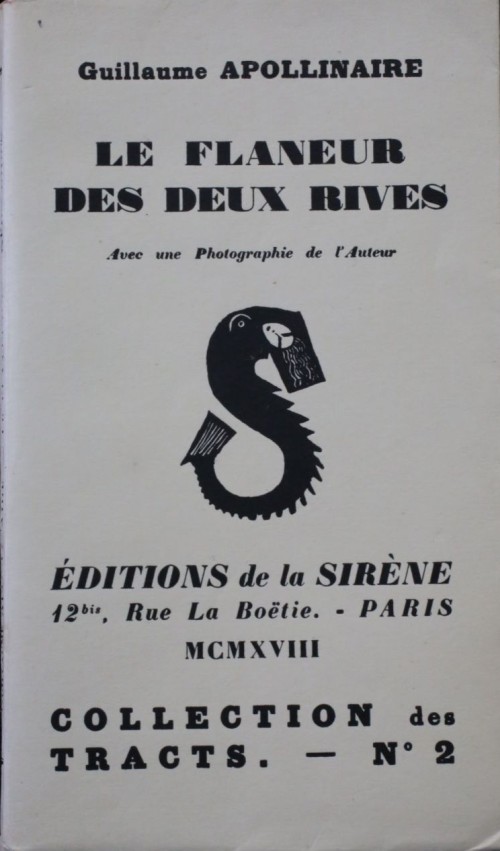 Guillaume APOLLINAIRE
LE FLANEUR
DES DEUX RIVES
Avec une Photographie de l'Auteur
ÉDITIONS de la SIRÈNE
12bis, Rue La Boëtie. - PARIS
MCMXVIII
COLLECTION des
TRACTS. — N° 2